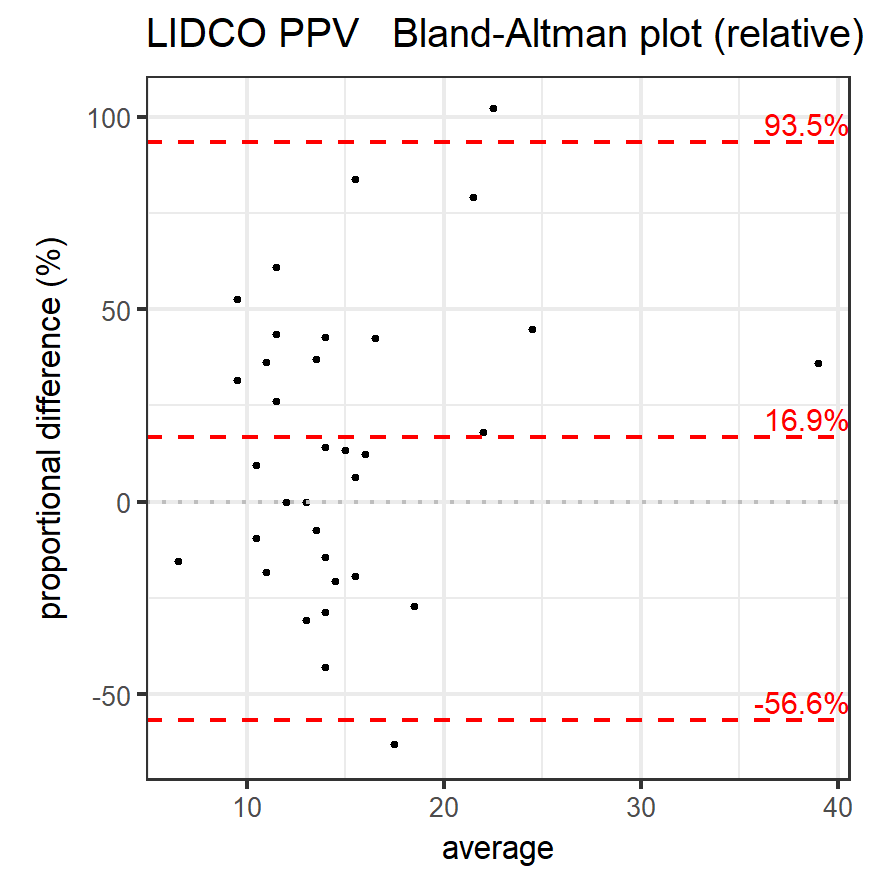 LIDCO PPV   Bland-Altman plot (relative)
100
93.5%
50
16.9%
0
-50
-56.6%
proportional difference (%)
10 20 30 40
average